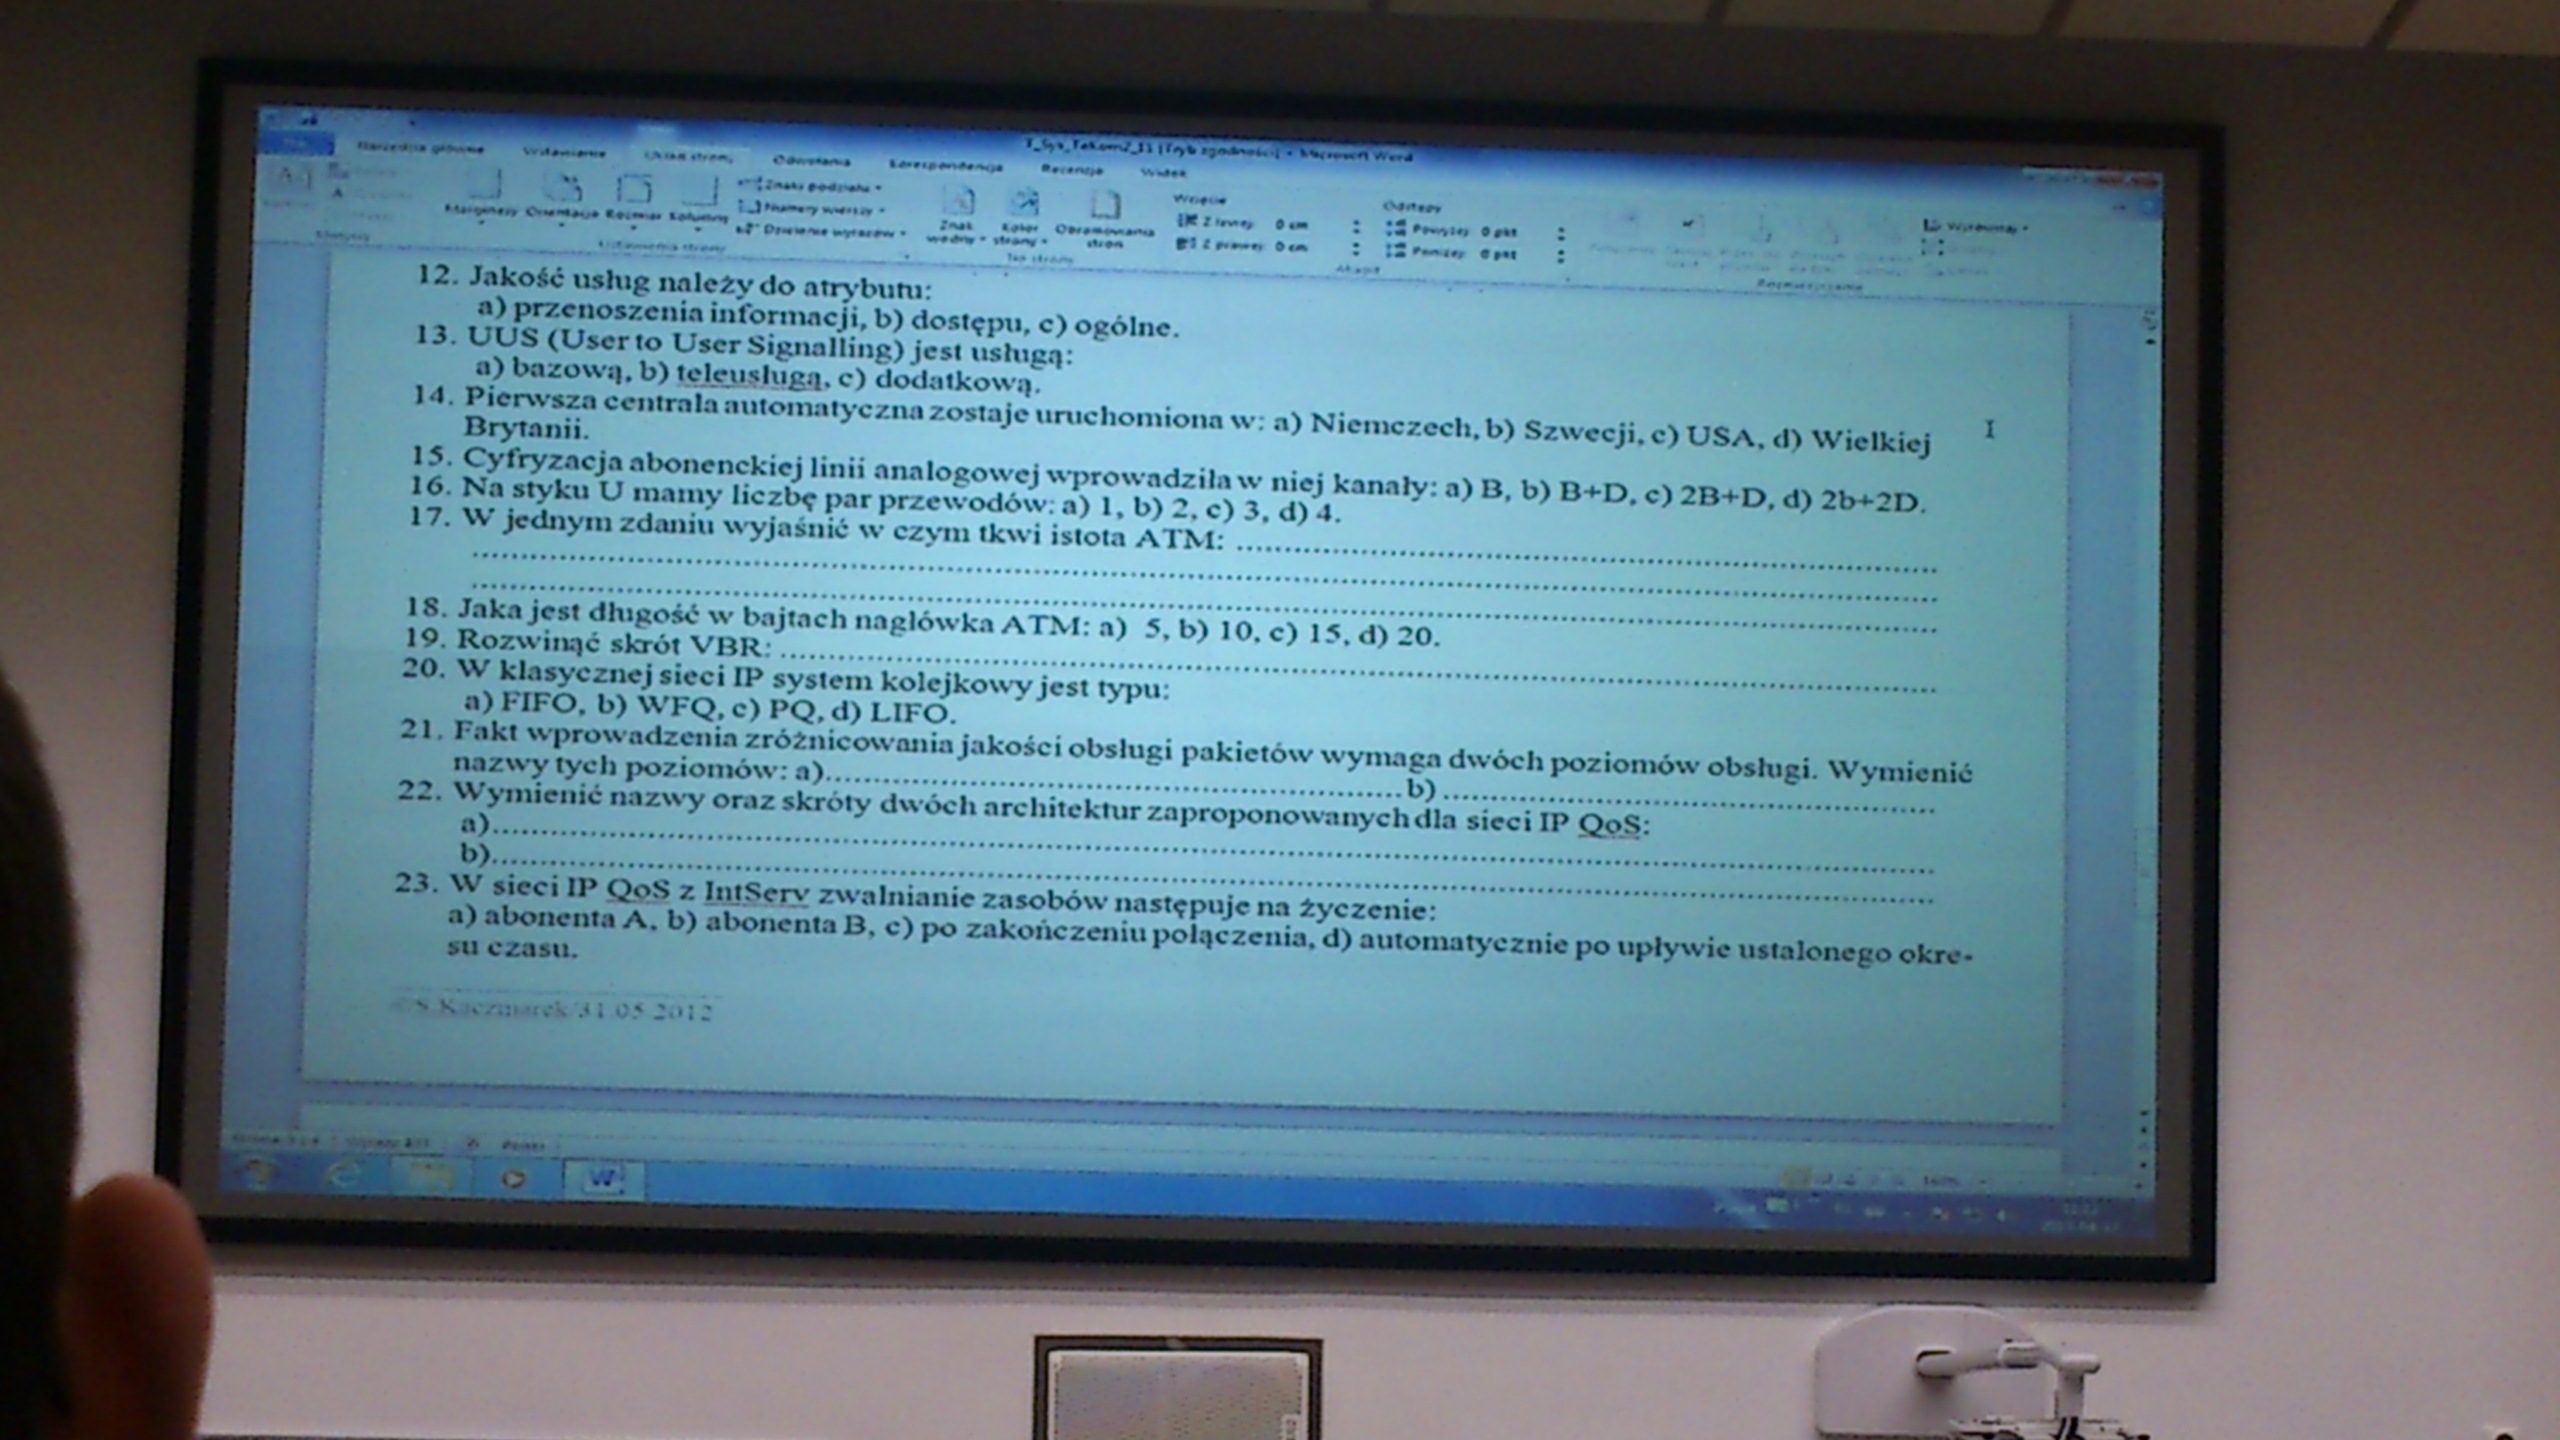 T_Sys_TeKom2_11 [Tryb zgodności] - Microsoft Word
Narzędzia główne Wstawianie Układ strony Odwołania Korespondencja Recenzja Widok
Marginesy Orientacja Rozmiar Kolumny
Znaki podziału
Numery wierszy
Dzielenie wyrazów
Ustawienia strony
Znak wodny Kolor strony Obramowania stron
Tło strony
Wcięcie
Z lewej: 0 cm
Z prawej: 0 cm
Odstępy
Powyżej: 0 pkt
Poniżej: 0 pkt
Akapit
Wyrównaj
Rozmieszczanie
12. Jakość usług należy do atrybutu:
a) przenoszenia informacji, b) dostępu, c) ogólne.
13. UUS (User to User Signalling) jest usługą:
a) bazową, b) teleusługą, c) dodatkową.
14. Pierwsza centrala automatyczna zostaje uruchomiona w: a) Niemczech, b) Szwecji, c) USA, d) Wielkiej
Brytanii.
15. Cyfryzacja abonenckiej linii analogowej wprowadziła w niej kanały: a) B, b) B+D, c) 2B+D, d) 2b+2D.
16. Na styku U mamy liczbę par przewodów: a) 1, b) 2, c) 3, d) 4.
17. W jednym zdaniu wyjaśnić w czym tkwi istota ATM: ........................................
........................................
........................................
18. Jaka jest długość w bajtach nagłówka ATM: a) 5, b) 10, c) 15, d) 20.
19. Rozwinąć skrót VBR: ........................................
20. W klasycznej sieci IP system kolejkowy jest typu:
a) FIFO, b) WFQ, c) PQ, d) LIFO.
21. Fakt wprowadzenia zróżnicowania jakości obsługi pakietów wymaga dwóch poziomów obsługi. Wymienić
nazwy tych poziomów: a)........................................b)........................................
22. Wymienić nazwy oraz skróty dwóch architektur zaproponowanych dla sieci IP QoS:
a)........................................
b)........................................
23. W sieci IP QoS z IntServ zwalnianie zasobów następuje na życzenie:
a) abonenta A, b) abonenta B, c) po zakończeniu połączenia, d) automatycznie po upływie ustalonego okre-
su czasu.
©S.Kaczmarek/31.05.2012